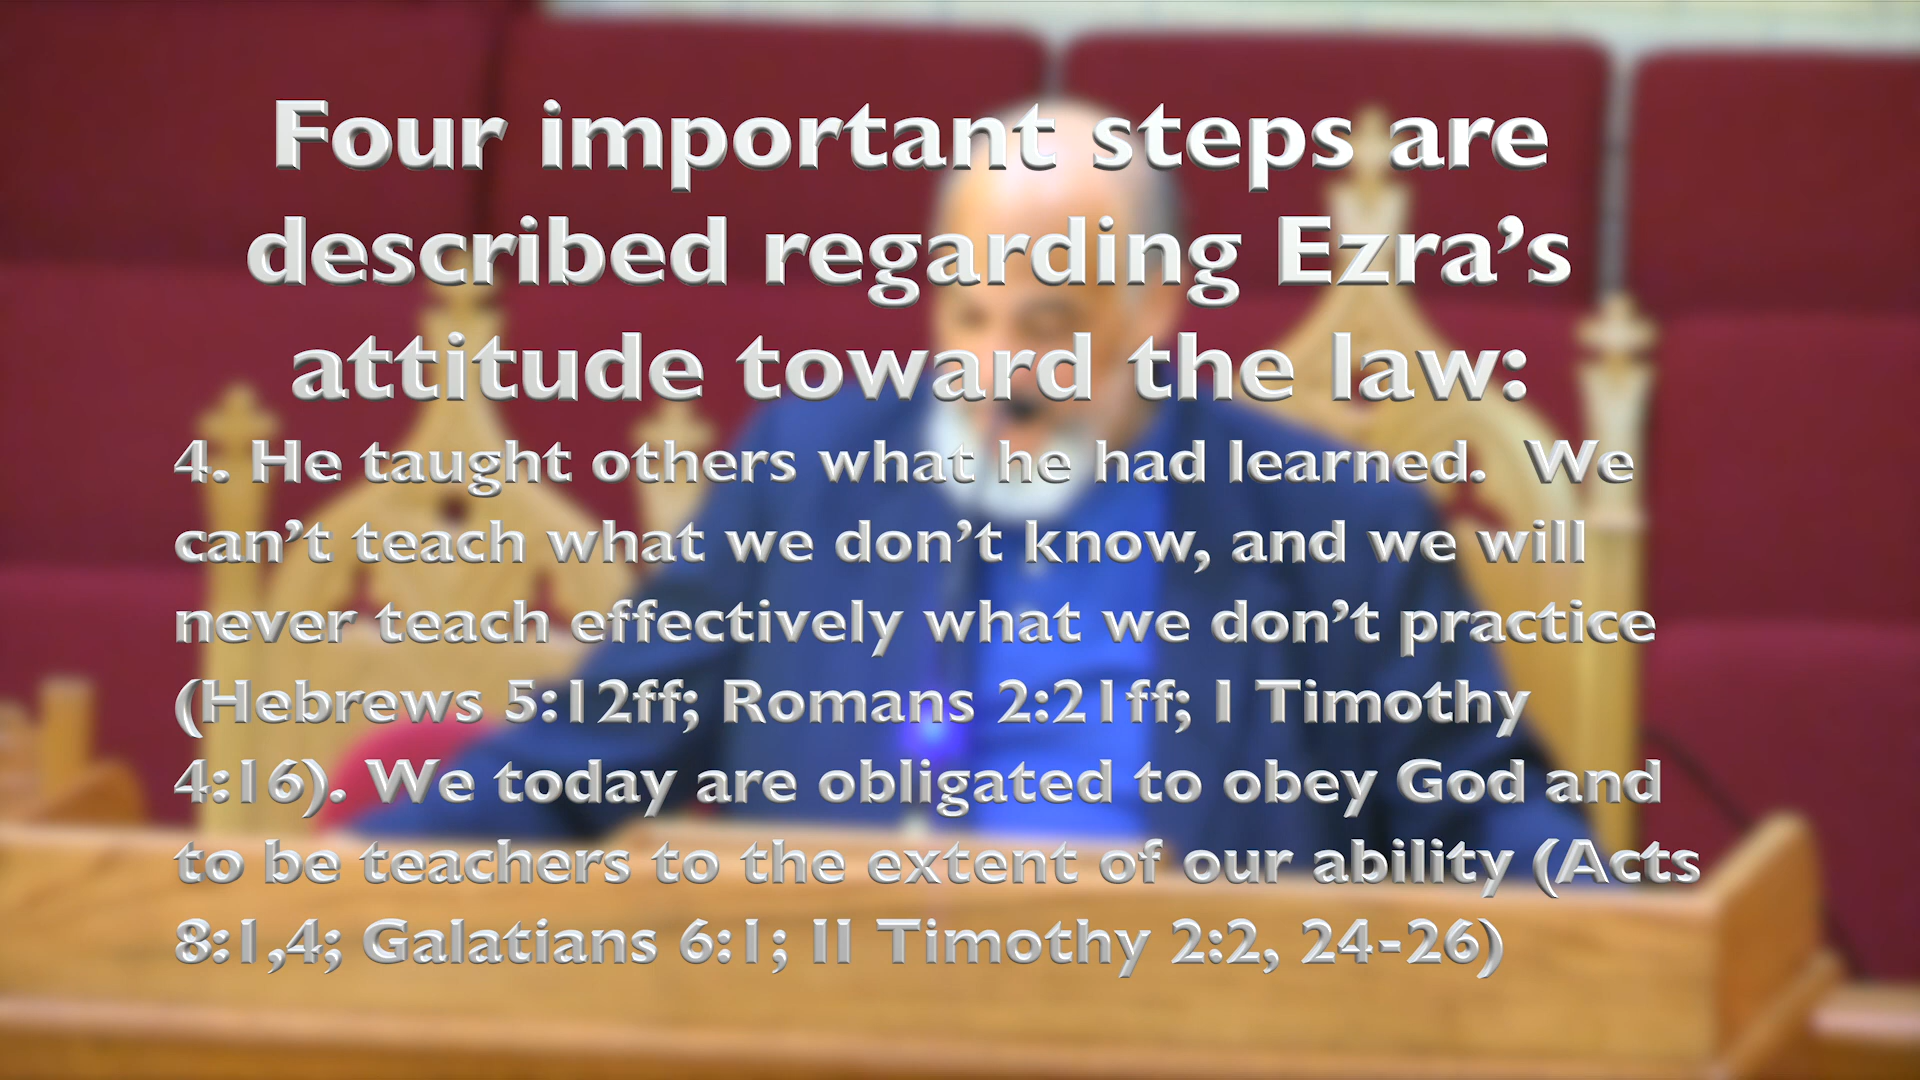 Four important steps are
described regarding Ezra’s
attitude toward the law:
4. He taught others what he had learned.  We
can’t teach what we don’t know, and we will
never teach effectively what we don’t practice
(Hebrews 5:12ff; Romans 2:21ff; I Timothy
4:16). We today are obligated to obey God and
to be teachers to the extent of our ability (Acts
8:1,4; Galatians 6:1; II Timothy 2:2, 24-26)